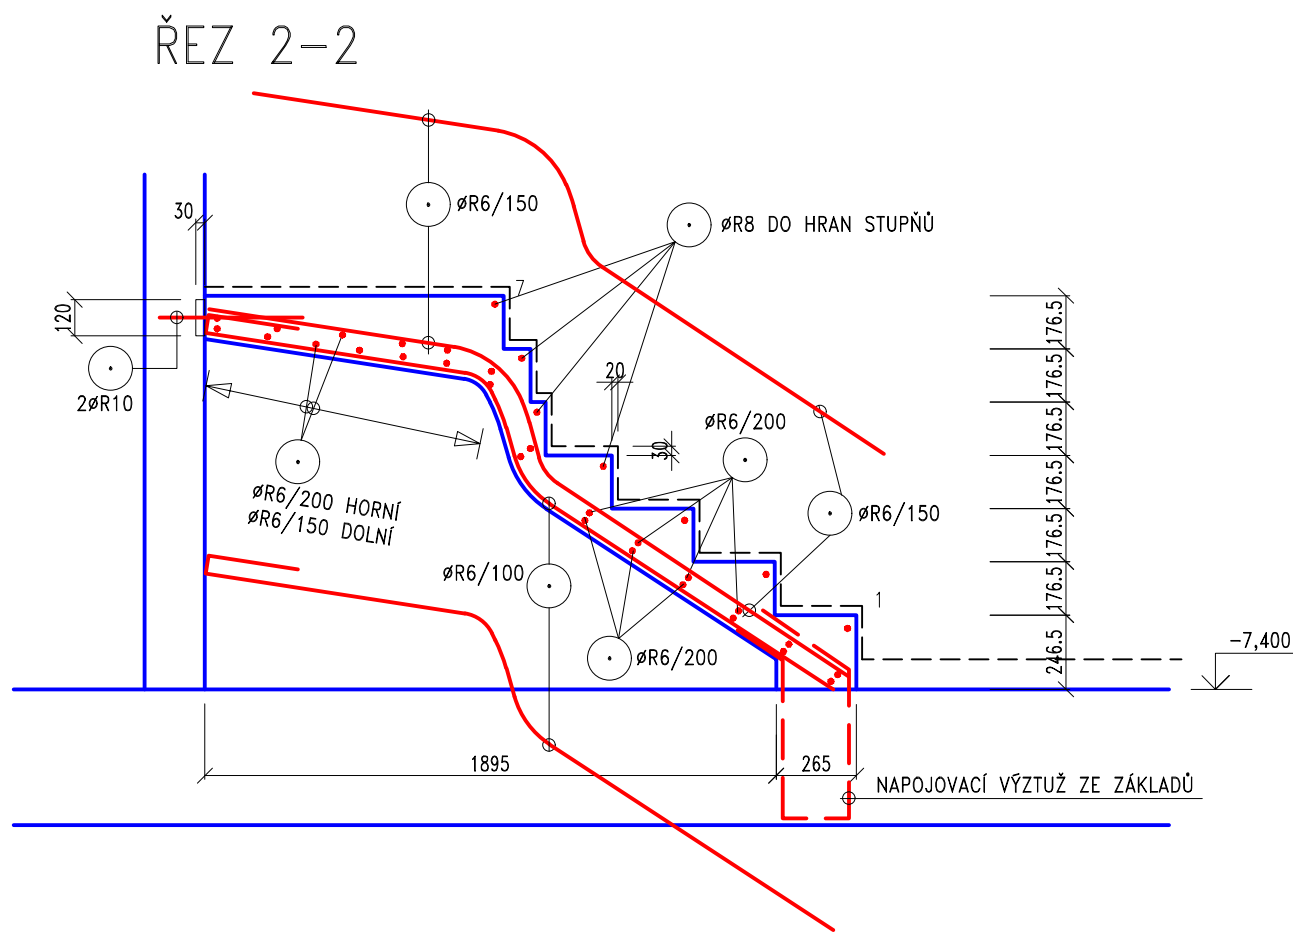 ŘEZ 2-2
øR6/150
30
øR8 DO HRAN STUPŇŮ
7
120
2øR10
20
30
øR6/200
øR6/200 HORNÍ
øR6/150 DOLNÍ
øR6/150
øR6/100
øR6/200
1
176.5
176.5
176.5
176.5
176.5
176.5
246.5
-7,400
1895
265
NAPOJOVACÍ VÝZTUŽ ZE ZÁKLADŮ